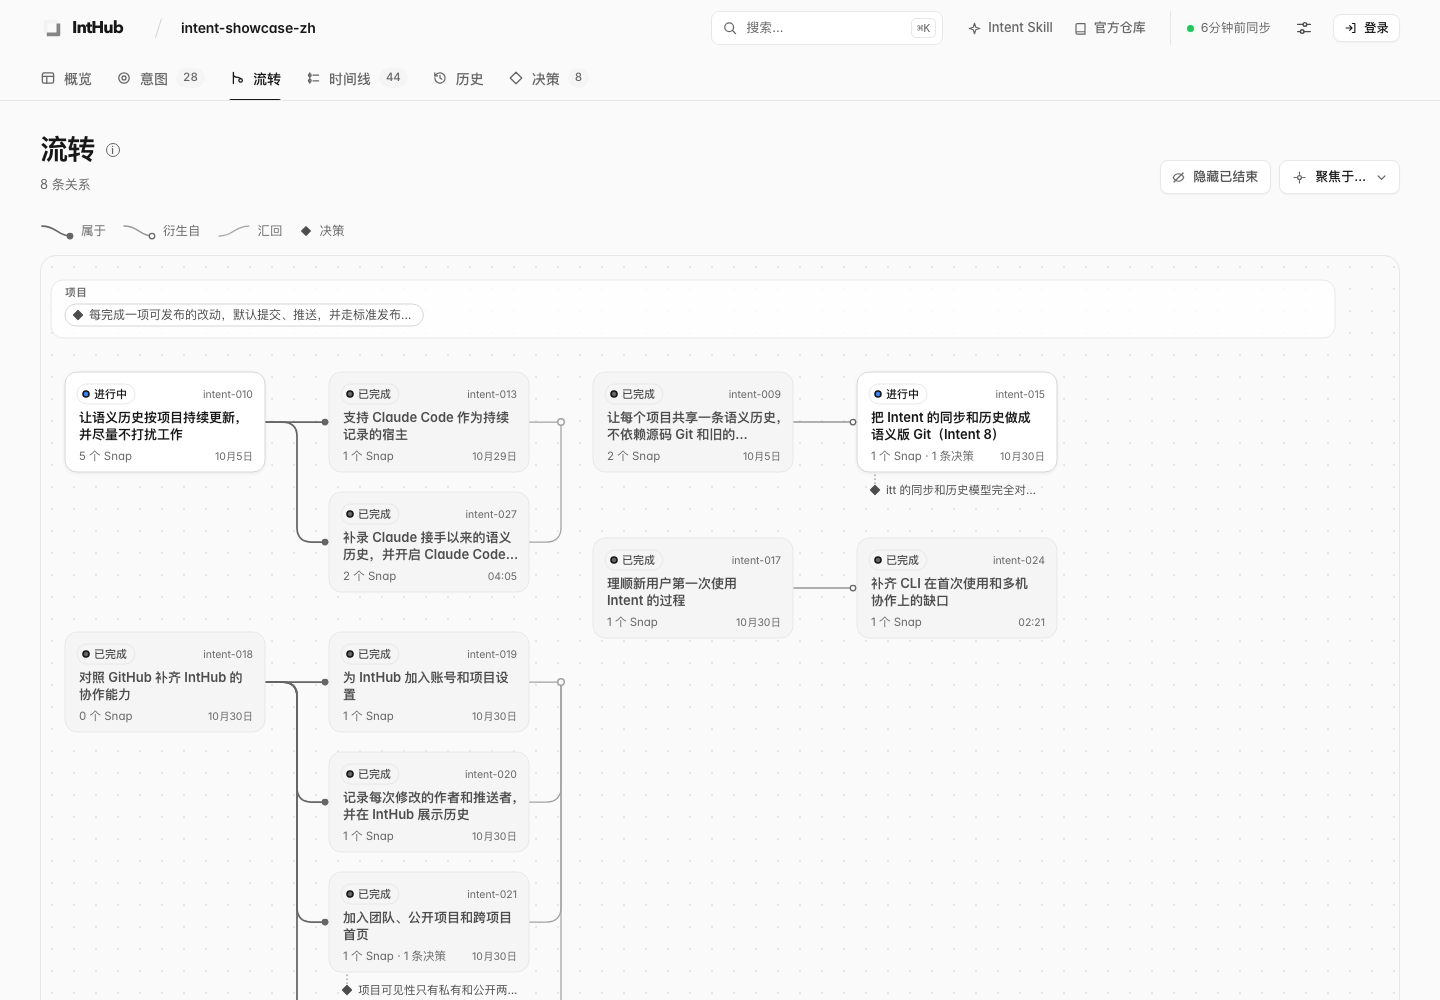 IntHub
intent-showcase-zh
搜索...
⌘K
Intent Skill
官方仓库
6分钟前同步
登录
概览
意图 28
流转
时间线 44
历史
决策 8
流转
8 条关系
隐藏已结束
聚焦于...
属于
衍生自
汇回
决策
项目
每完成一项可发布的改动，默认提交、推送，并走标准发布...
进行中 intent-010
让语义历史按项目持续更新，
并尽量不打扰工作
5 个 Snap 10月5日
已完成 intent-013
支持 Claude Code 作为持续
记录的宿主
1 个 Snap 10月29日
已完成 intent-009
让每个项目共享一条语义历史，
不依赖源码 Git 和旧的...
2 个 Snap 10月5日
进行中 intent-015
把 Intent 的同步和历史做成
语义版 Git（Intent 8）
1 个 Snap · 1 条决策 10月30日
itt 的同步和历史模型完全对...
已完成 intent-027
补录 Claude 接手以来的语义
历史，并开启 Claude Code...
2 个 Snap 04:05
已完成 intent-017
理顺新用户第一次使用
Intent 的过程
1 个 Snap 10月30日
已完成 intent-024
补齐 CLI 在首次使用和多机
协作上的缺口
1 个 Snap 02:21
已完成 intent-018
对照 GitHub 补齐 IntHub 的
协作能力
0 个 Snap 10月30日
已完成 intent-019
为 IntHub 加入账号和项目设
置
1 个 Snap 10月30日
已完成 intent-020
记录每次修改的作者和推送者，
并在 IntHub 展示历史
1 个 Snap 10月30日
已完成 intent-021
加入团队、公开项目和跨项目
首页
1 个 Snap · 1 条决策 10月30日
项目可见性只有私有和公开两...